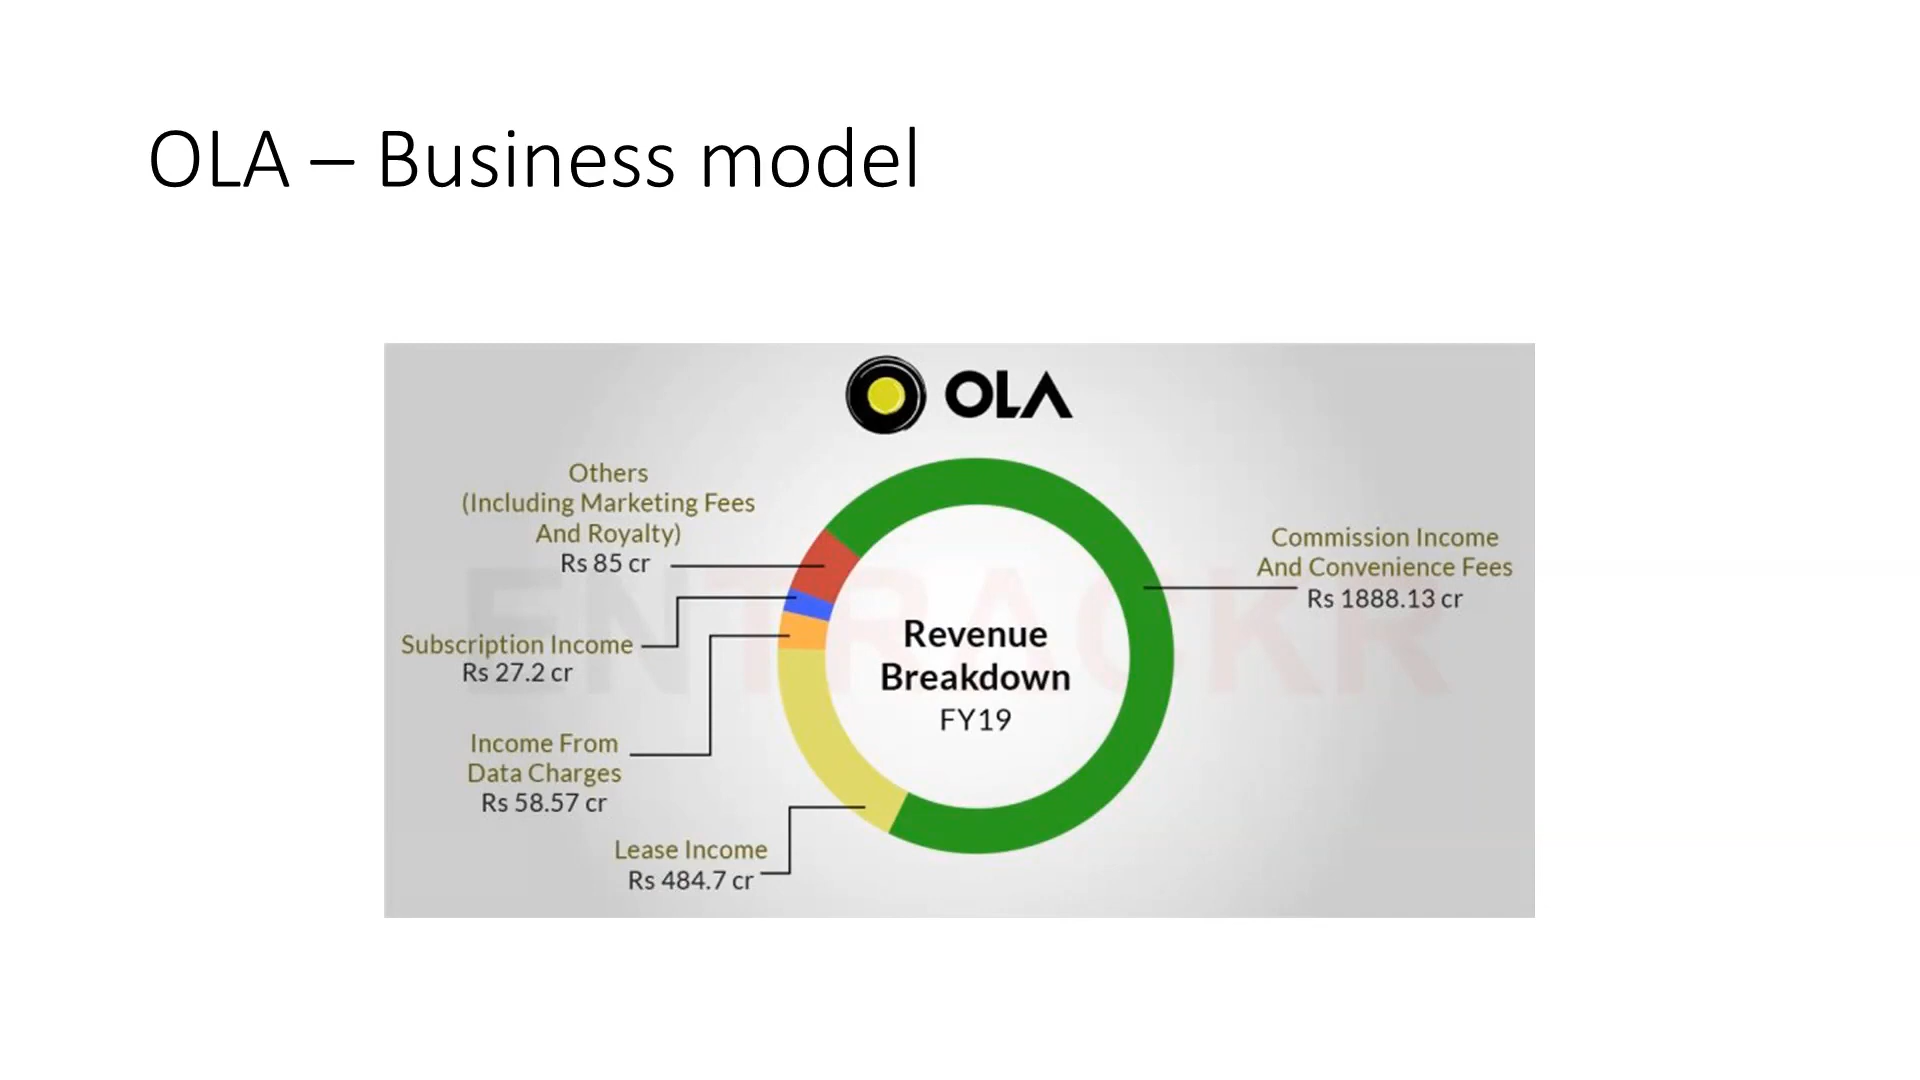 OLA – Business model
OLA
Others
(Including Marketing Fees
And Royalty)
Rs 85 cr
Commission Income
And Convenience Fees
Rs 1888.13 cr
ENTRACKR
Subscription Income
Rs 27.2 cr
Revenue
Breakdown
FY19
Income From
Data Charges
Rs 58.57 cr
Lease Income
Rs 484.7 cr